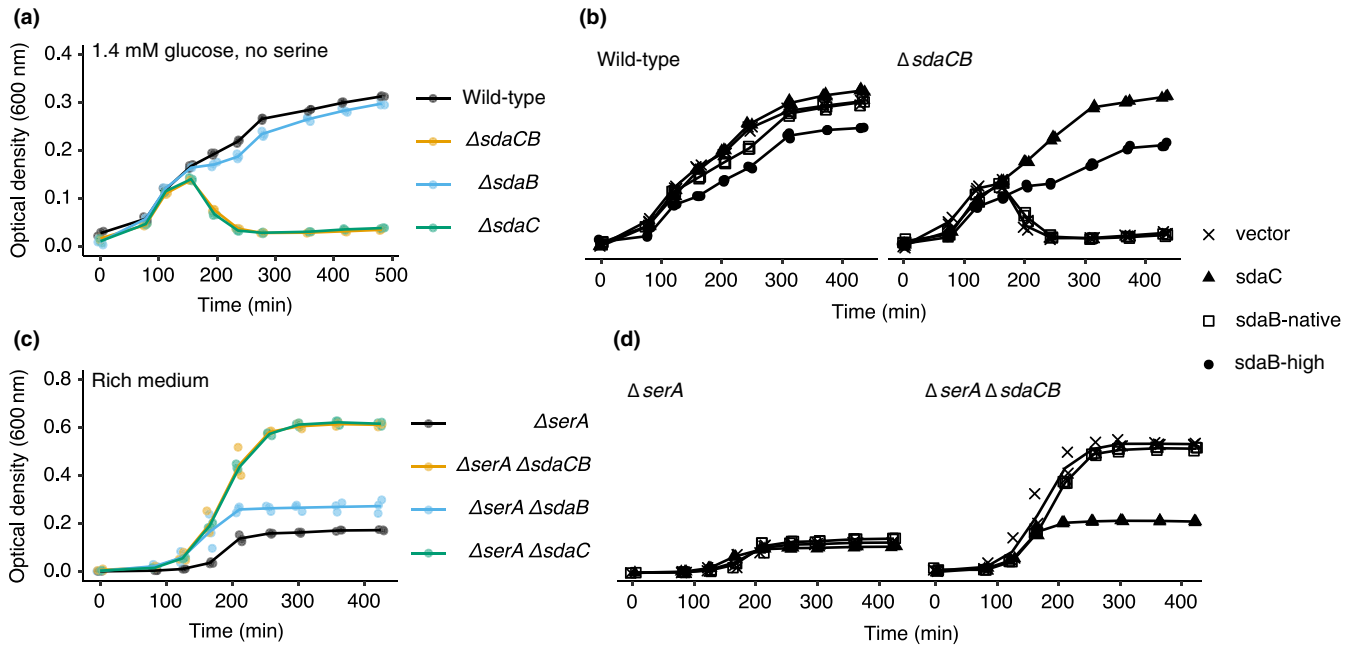 (a)
1.4 mM glucose, no serine
Optical density (600 nm)
0.4
0.3
0.2
0.1
0.0
0 100 200 300 400 500
Time (min)
Wild-type
ΔsdaCB
ΔsdaB
ΔsdaC
(b)
Wild-type
Δ sdaCB
0 100 200 300 400
0 100 200 300 400
Time (min)
vector
sdaC
sdaB-native
sdaB-high
(c)
Rich medium
Optical density (600 nm)
0.8
0.6
0.4
0.2
0.0
0 100 200 300 400
Time (min)
ΔserA
ΔserA ΔsdaCB
ΔserA ΔsdaB
ΔserA ΔsdaC
(d)
Δ serA
Δ serA Δ sdaCB
0 100 200 300 400
0 100 200 300 400
Time (min)